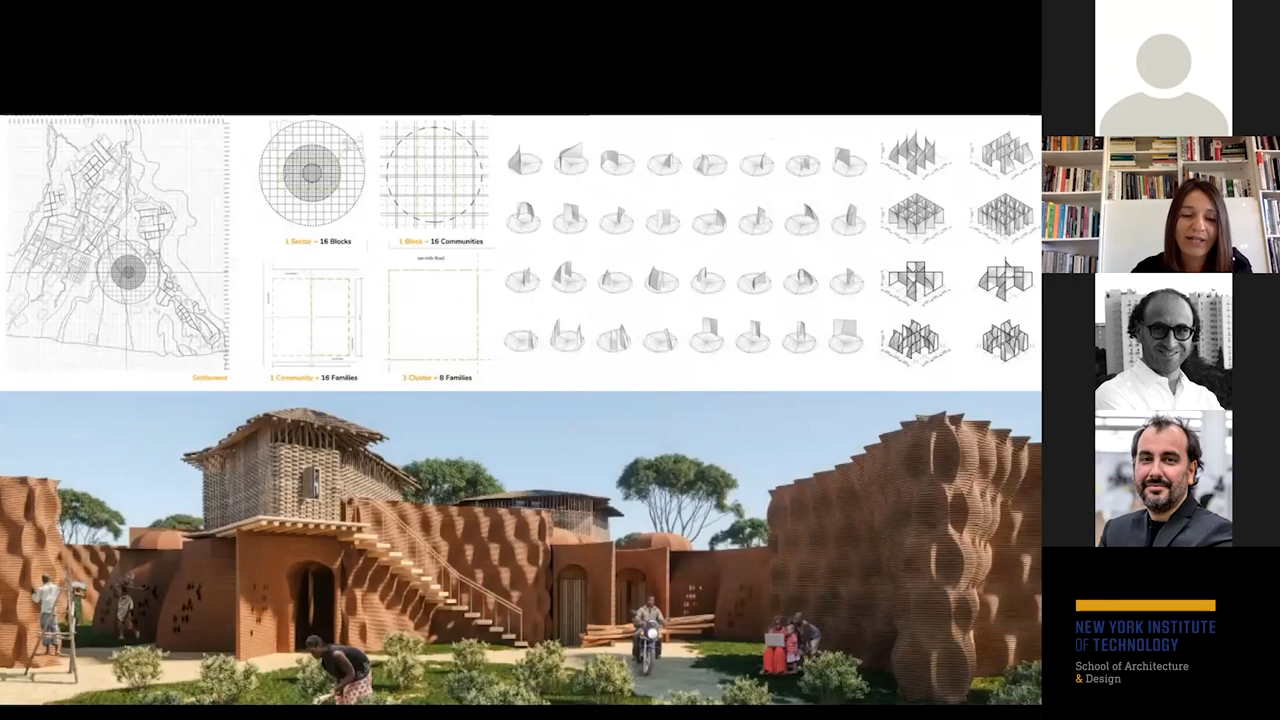 1 Sector – 16 Blocks
1 Block – 16 Communities
Settlement
1 Community – 16 Families
1 Cluster – 8 Families
NEW YORK INSTITUTE
OF TECHNOLOGY
School of Architecture
& Design